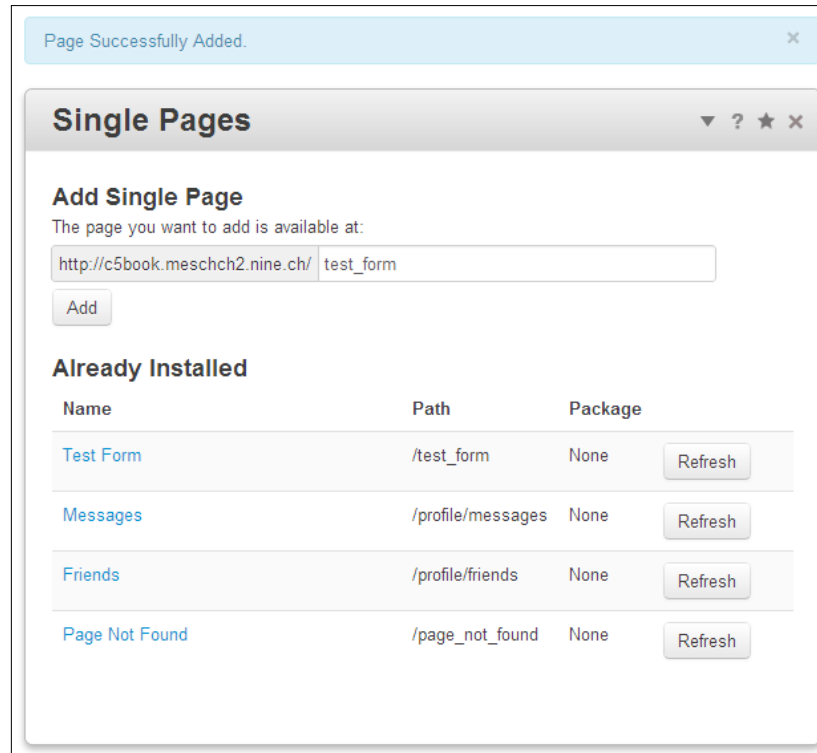 Page Successfully Added. ×
Single Pages ? ×
Add Single Page
The page you want to add is available at:
http://c5book.meschch2.nine.ch/ test_form
Add
Already Installed
Name Path Package
Test Form /test_form None Refresh
Messages /profile/messages None Refresh
Friends /profile/friends None Refresh
Page Not Found /page_not_found None Refresh